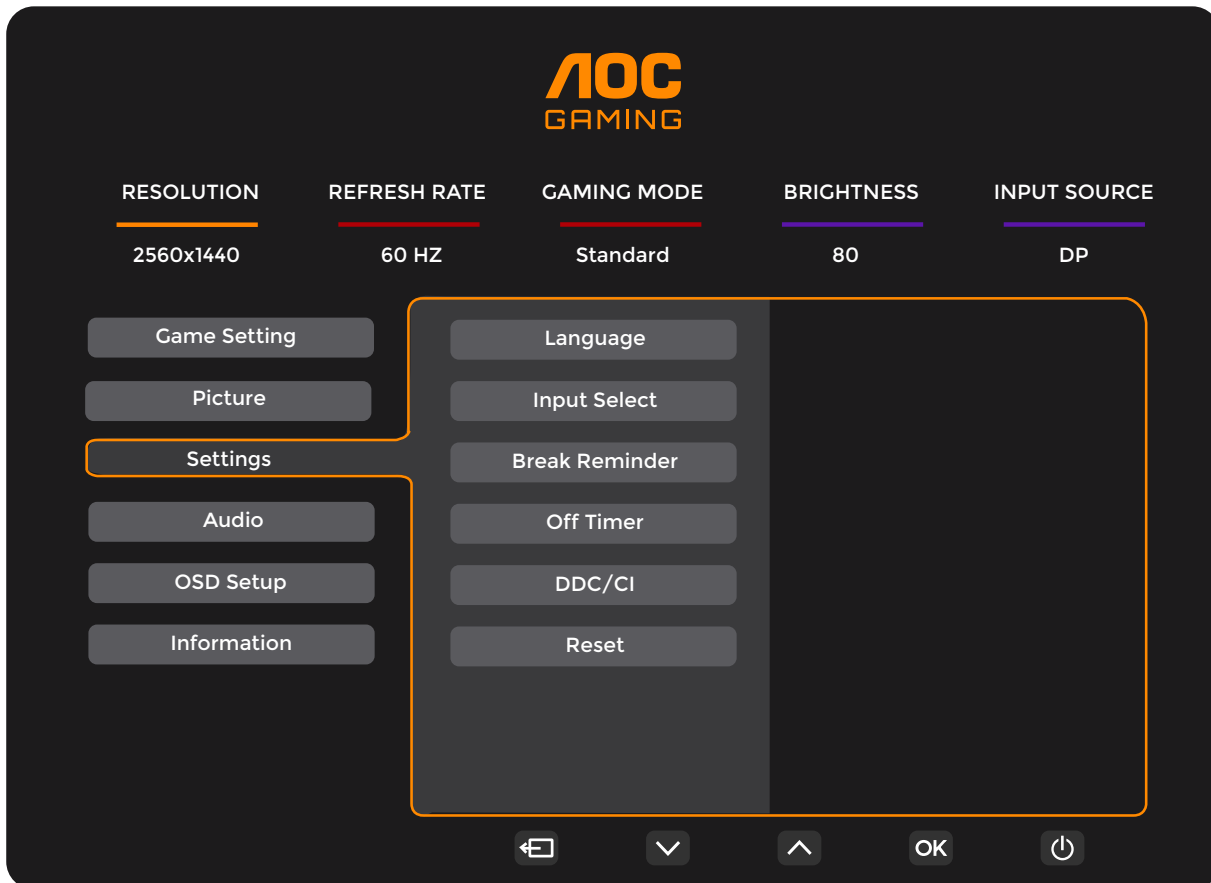 AOC
GAMING
RESOLUTION REFRESH RATE GAMING MODE BRIGHTNESS INPUT SOURCE
2560x1440 60 HZ Standard 80 DP
Game Setting
Picture
Settings
Audio
OSD Setup
Information
Language
Input Select
Break Reminder
Off Timer
DDC/CI
Reset
OK